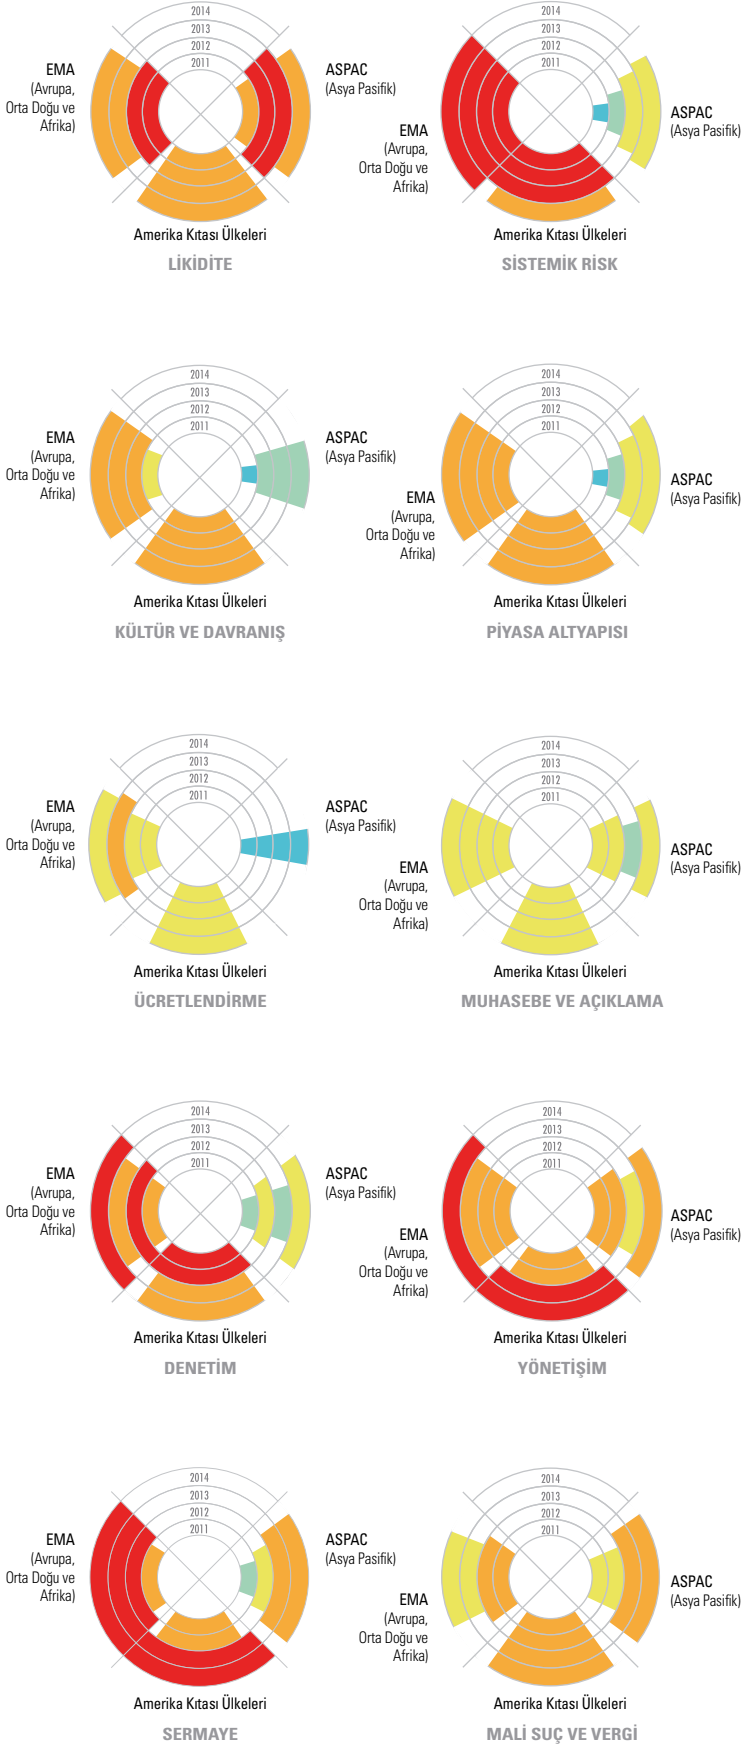 2014
2013
2012
2011
EMA
(Avrupa,
Orta Doğu ve
Afrika)
ASPAC
(Asya Pasifik)
Amerika Kıtası Ülkeleri
LİKİDİTE
2014
2013
2012
2011
EMA
(Avrupa,
Orta Doğu ve
Afrika)
ASPAC
(Asya Pasifik)
Amerika Kıtası Ülkeleri
SİSTEMİK RİSK
2014
2013
2012
2011
EMA
(Avrupa,
Orta Doğu ve
Afrika)
ASPAC
(Asya Pasifik)
Amerika Kıtası Ülkeleri
KÜLTÜR VE DAVRANIŞ
2014
2013
2012
2011
EMA
(Avrupa,
Orta Doğu ve
Afrika)
ASPAC
(Asya Pasifik)
Amerika Kıtası Ülkeleri
PİYASA ALTYAPISI
2014
2013
2012
2011
EMA
(Avrupa,
Orta Doğu ve
Afrika)
ASPAC
(Asya Pasifik)
Amerika Kıtası Ülkeleri
ÜCRETLENDİRME
2014
2013
2012
2011
EMA
(Avrupa,
Orta Doğu ve
Afrika)
ASPAC
(Asya Pasifik)
Amerika Kıtası Ülkeleri
MUHASEBE VE AÇIKLAMA
2014
2013
2012
2011
EMA
(Avrupa,
Orta Doğu ve
Afrika)
ASPAC
(Asya Pasifik)
Amerika Kıtası Ülkeleri
DENETİM
2014
2013
2012
2011
EMA
(Avrupa,
Orta Doğu ve
Afrika)
ASPAC
(Asya Pasifik)
Amerika Kıtası Ülkeleri
YÖNETİŞİM
2014
2013
2012
2011
EMA
(Avrupa,
Orta Doğu ve
Afrika)
ASPAC
(Asya Pasifik)
Amerika Kıtası Ülkeleri
SERMAYE
2014
2013
2012
2011
EMA
(Avrupa,
Orta Doğu ve
Afrika)
ASPAC
(Asya Pasifik)
Amerika Kıtası Ülkeleri
MALİ SUÇ VE VERGİ